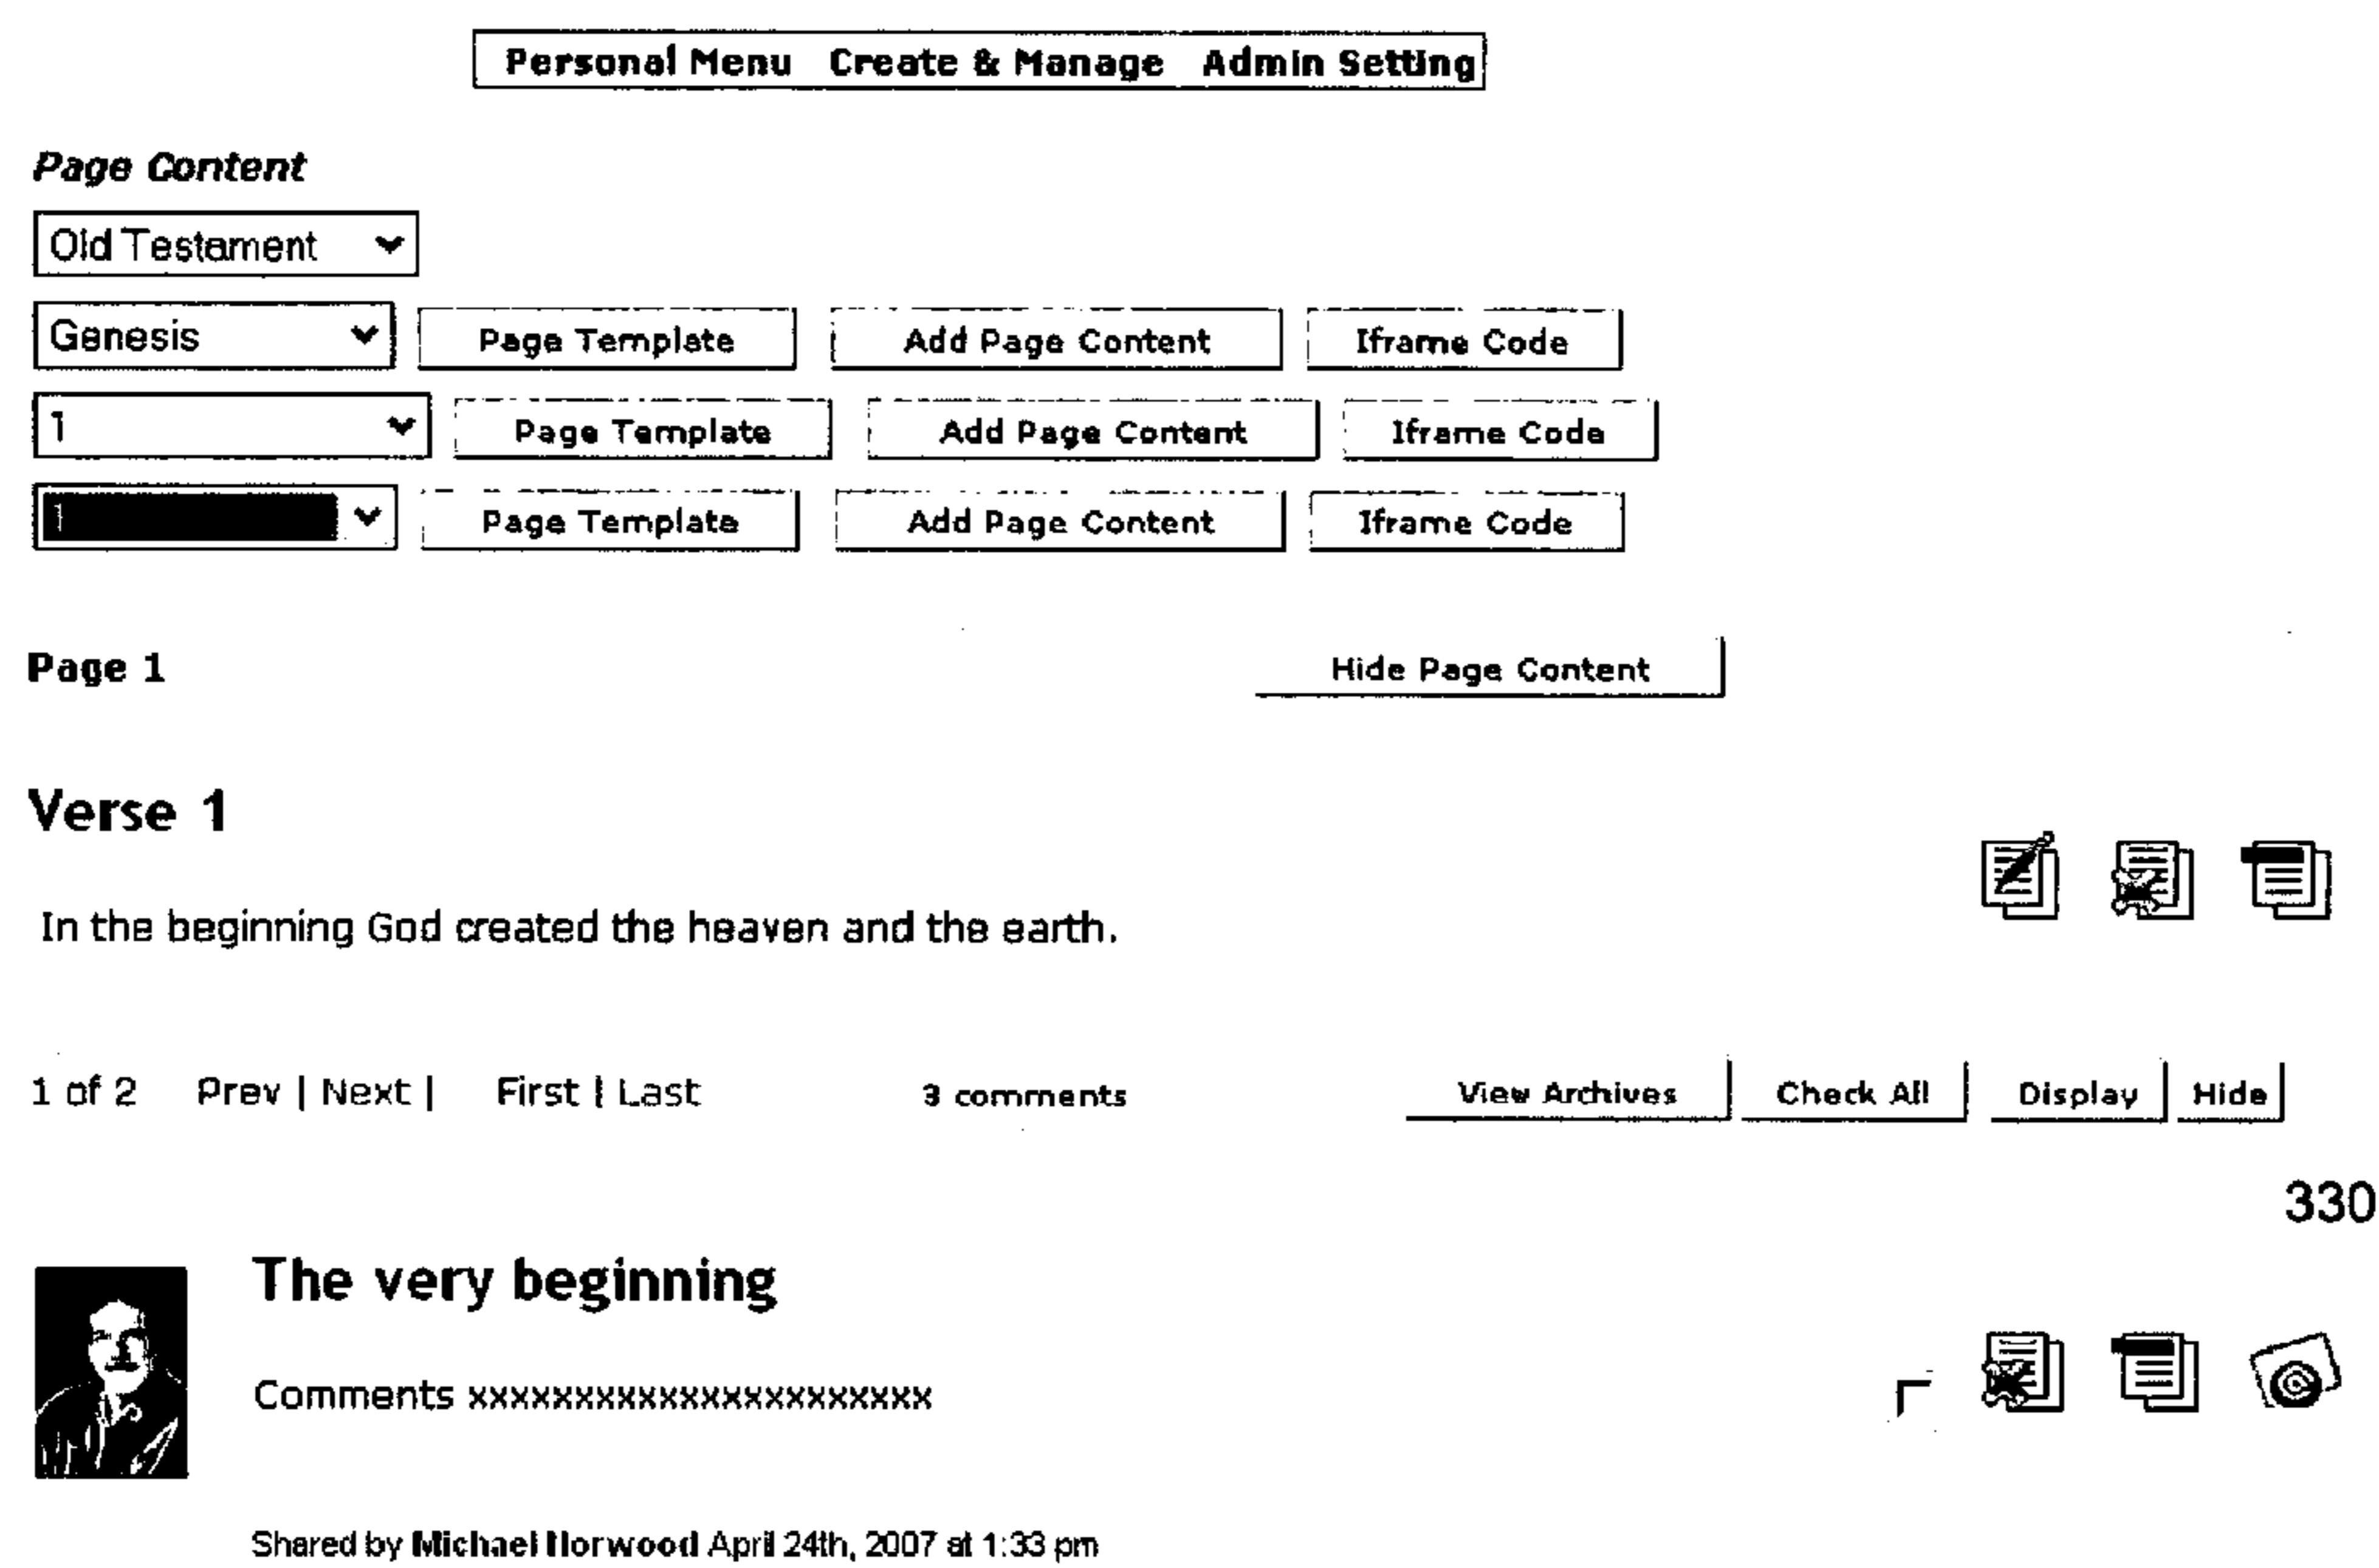 Personal Menu Create & Manage Admin Setting
Page Content
Old Testament
Genesis Page Template Add Page Content Iframe Code
1 Page Template Add Page Content Iframe Code
1 Page Template Add Page Content Iframe Code
Page 1 Hide Page Content
Verse 1
In the beginning God created the heaven and the earth.
1 of 2 Prev | Next | First | Last 3 comments View Archives Check All Display Hide
330
The very beginning
Comments xxxxxxxxxxxxxxxxxxxxxx
Shared by Michael Norwood April 24th, 2007 at 1:33 pm